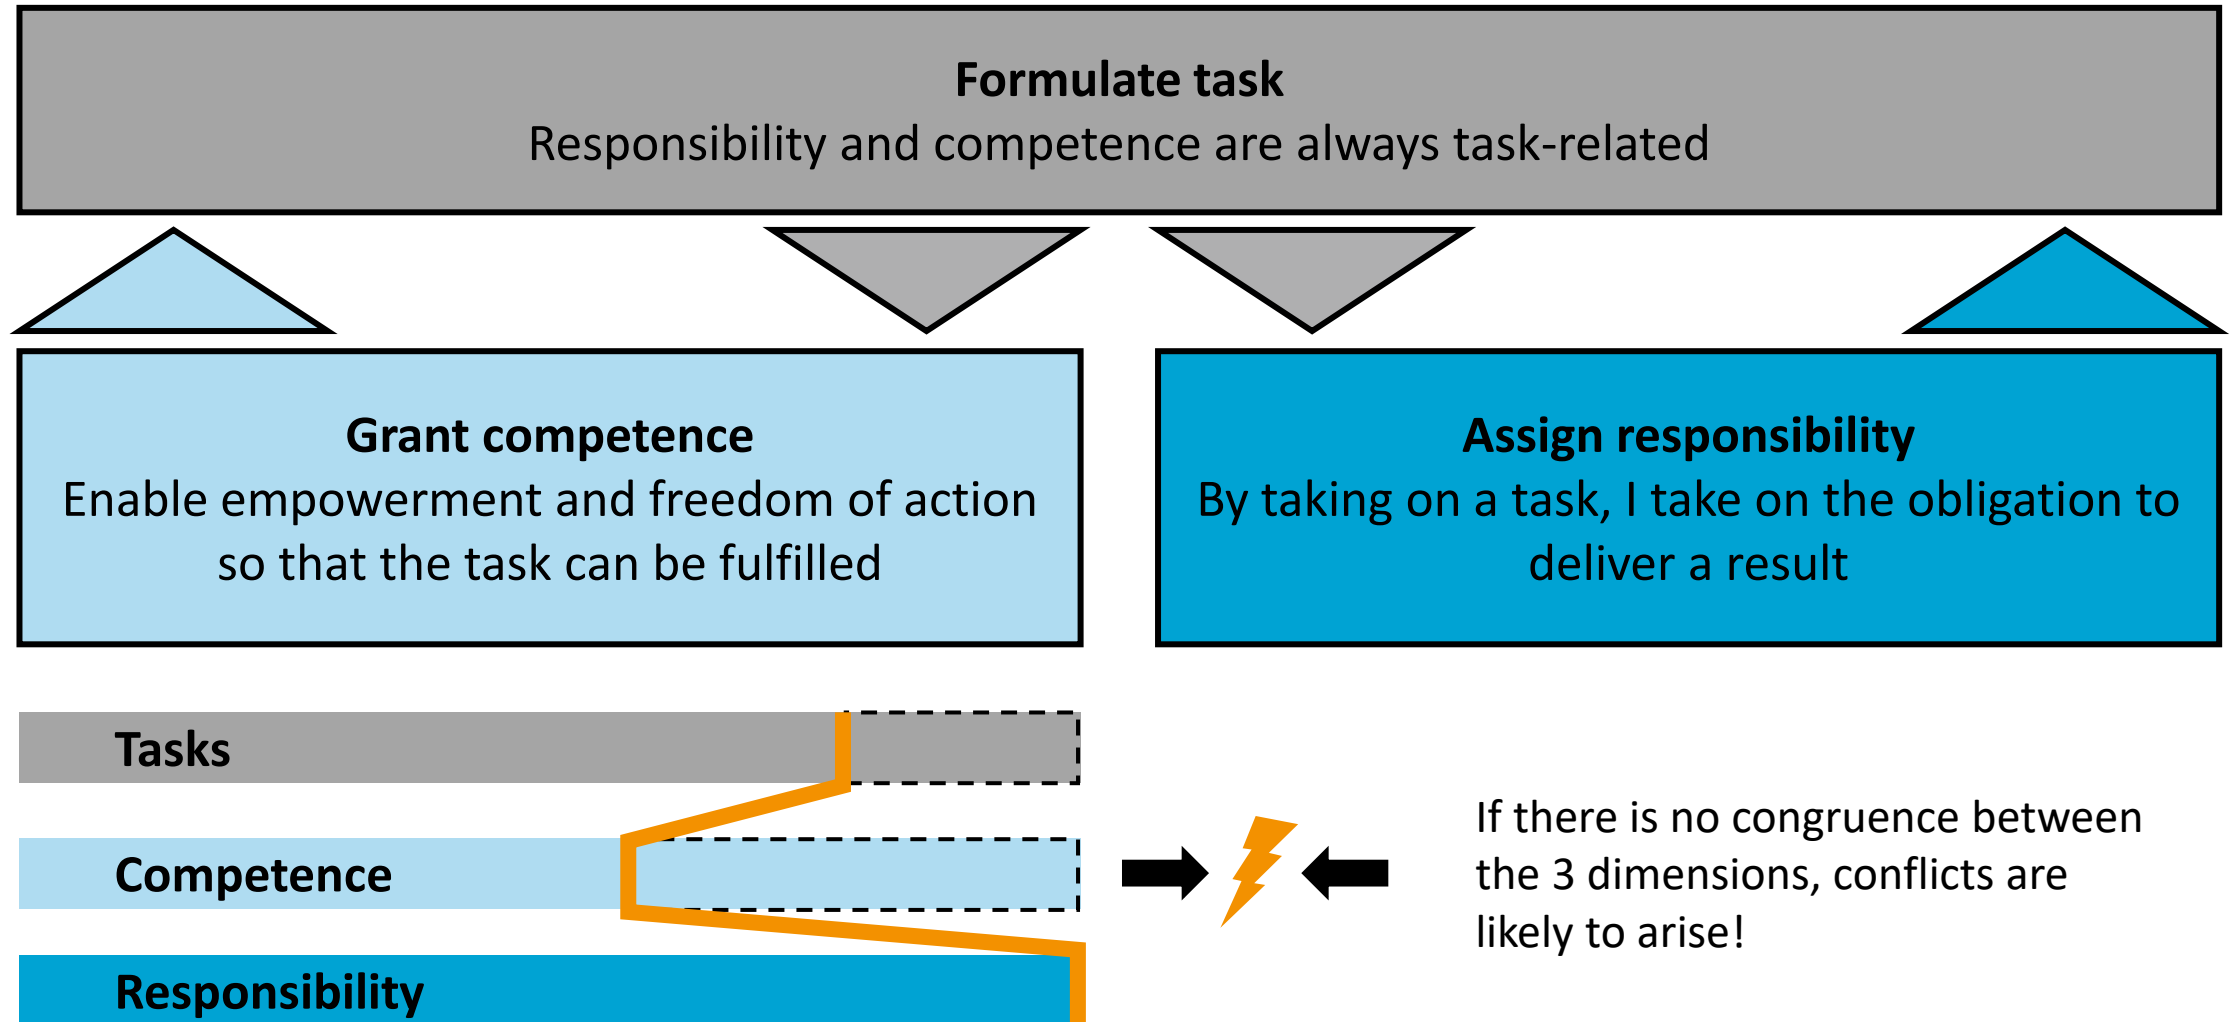 Formulate task
Responsibility and competence are always task-related
Grant competence
Enable empowerment and freedom of action
so that the task can be fulfilled
Assign responsibility
By taking on a task, I take on the obligation to
deliver a result
Tasks
Competence
Responsibility
If there is no congruence between
the 3 dimensions, conflicts are
likely to arise!